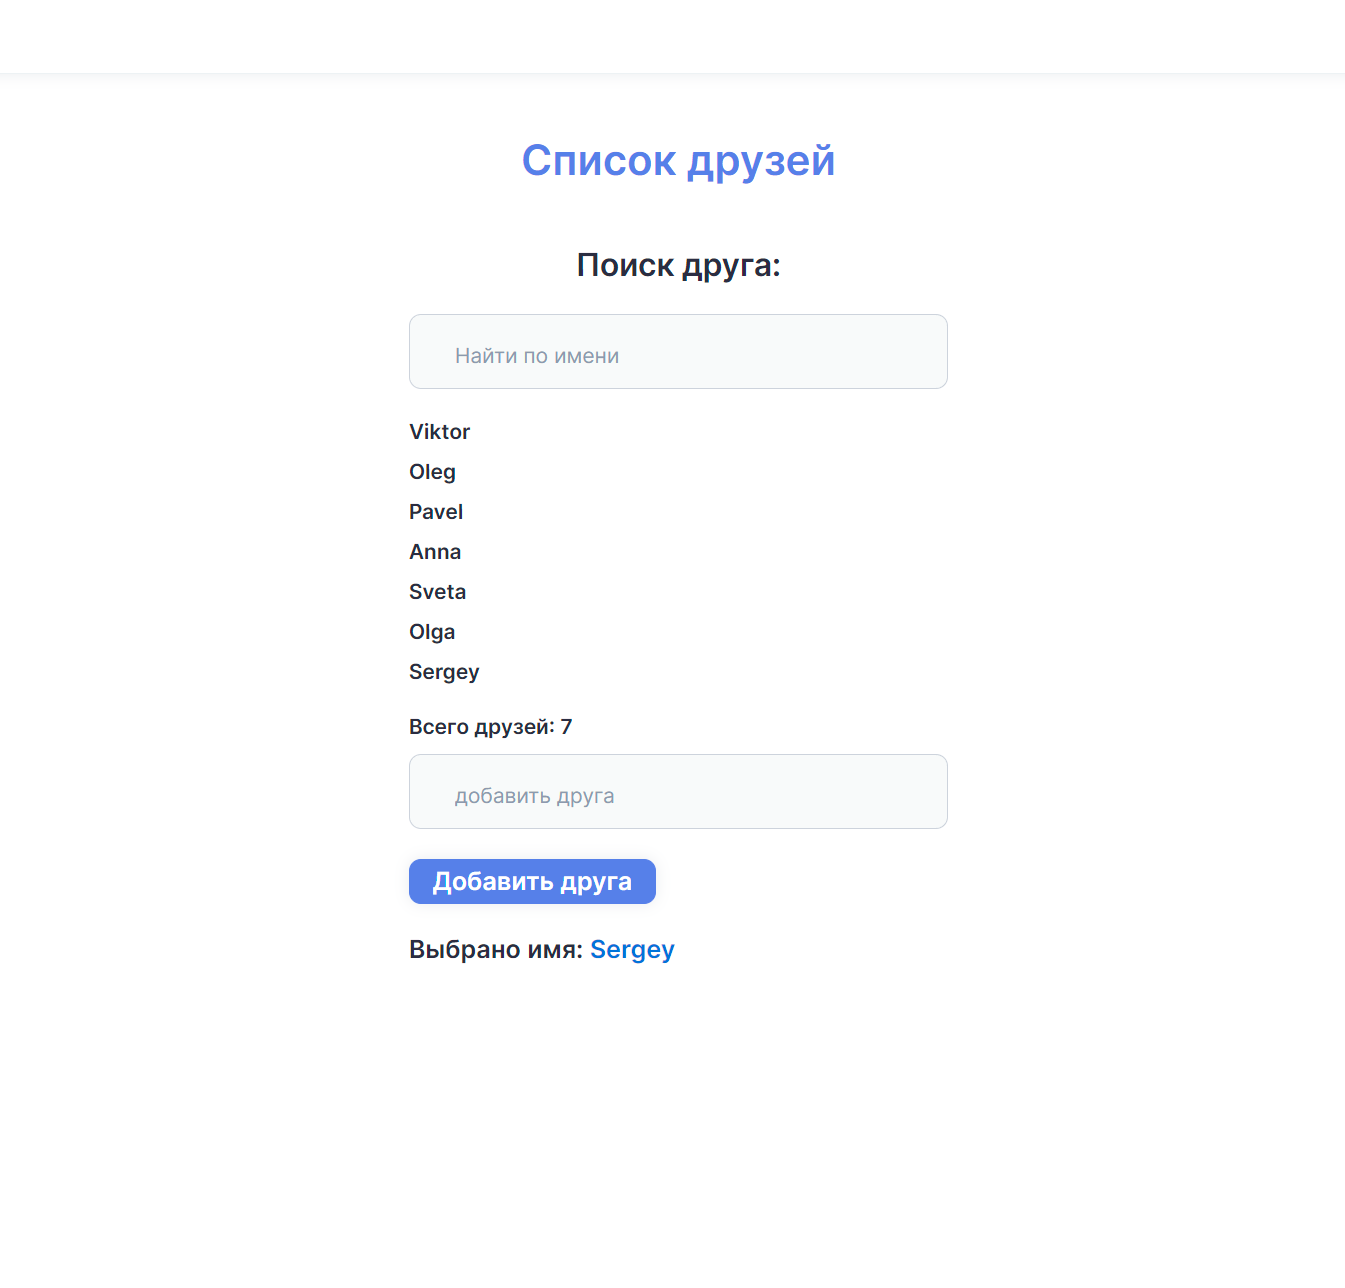 Список друзей
Поиск друга:
Найти по имени
Viktor
Oleg
Pavel
Anna
Sveta
Olga
Sergey
Всего друзей: 7
добавить друга
Добавить друга
Выбрано имя: Sergey